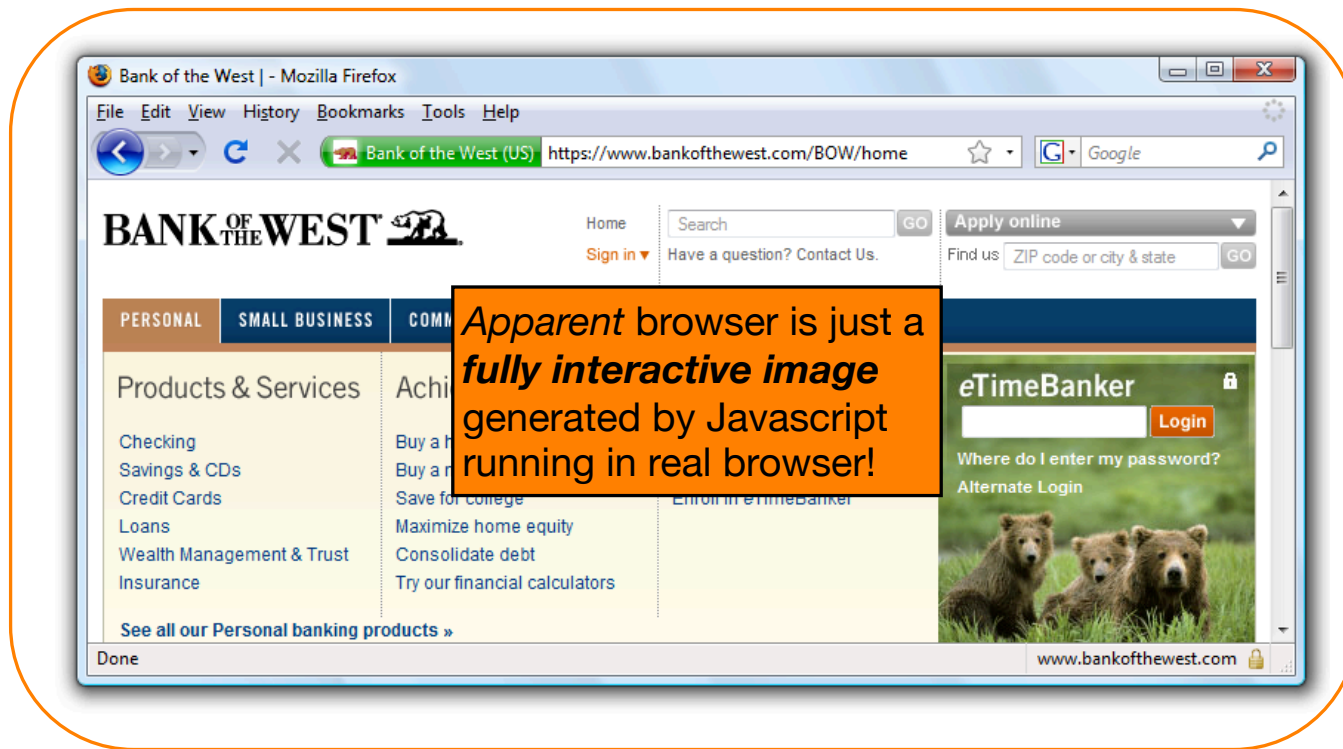 Bank of the West | - Mozilla Firefox
File Edit View History Bookmarks Tools Help
Bank of the West (US) https://www.bankofthewest.com/BOW/home G Google
BANK OF THE WEST
Home Search GO Apply online
Sign in Have a question? Contact Us. Find us ZIP code or city & state GO
PERSONAL SMALL BUSINESS COMM
Apparent browser is just a
fully interactive image
generated by Javascript
running in real browser!
Products & Services
Checking
Savings & CDs
Credit Cards
Loans
Wealth Management & Trust
Insurance
See all our Personal banking products »
Achi
Buy a h
Buy a
Save for college
Maximize home equity
Consolidate debt
Try our financial calculators
Enroll in eTimeBanker
eTimeBanker
Login
Where do I enter my password?
Alternate Login
Done www.bankofthewest.com